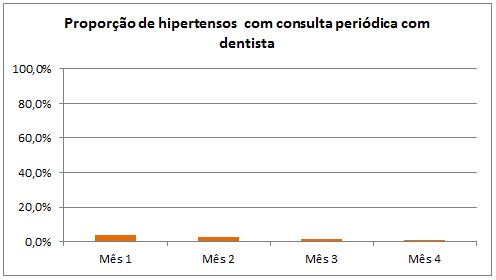 Proporção de hipertensos com consulta periódica com
dentista
100,0%
80,0%
60,0%
40,0%
20,0%
0,0%
Mês 1 Mês 2 Mês 3 Mês 4